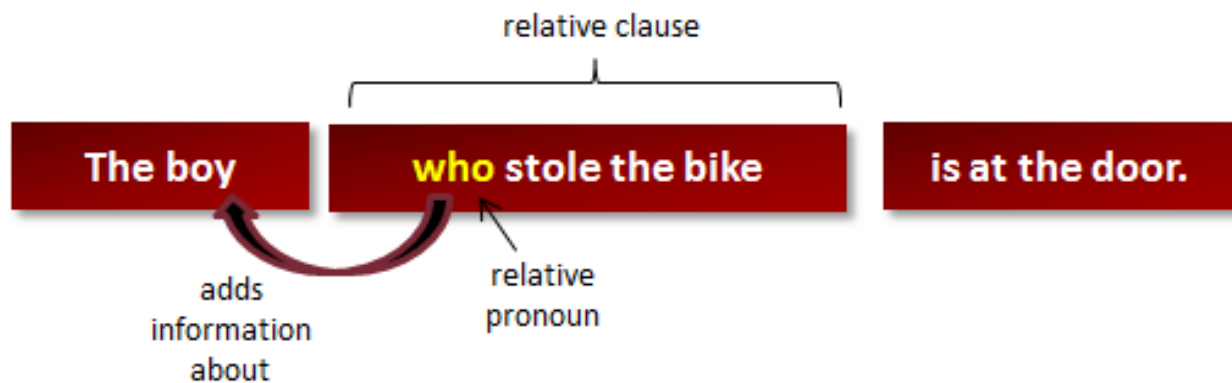 relative clause
The boy who stole the bike is at the door.
adds
information
about
relative
pronoun